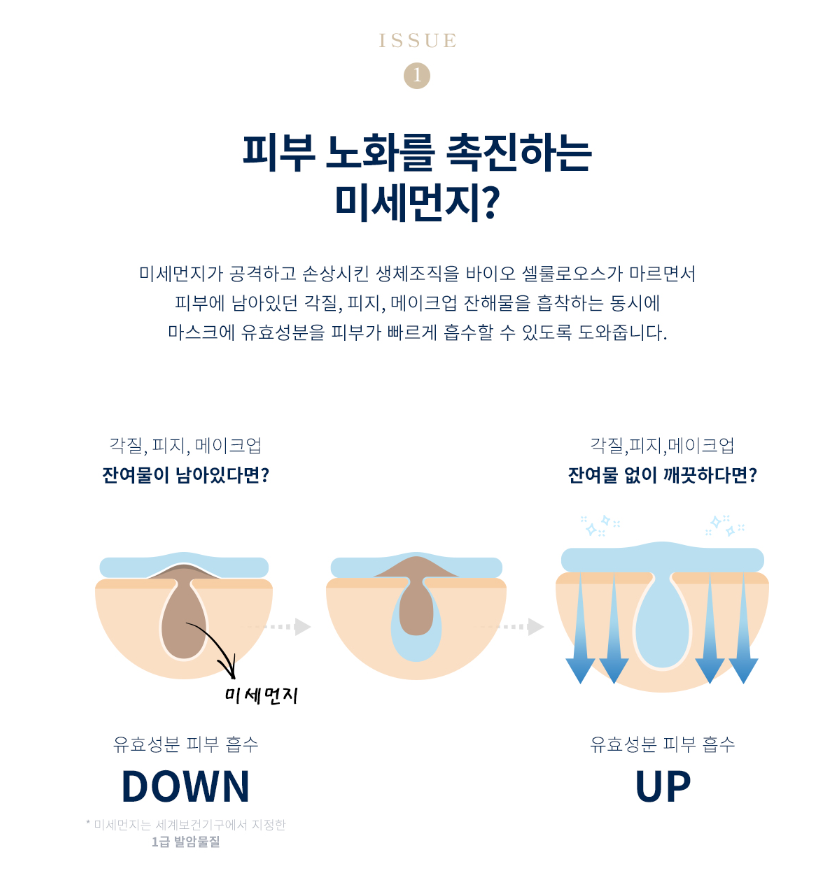 ISSUE
1
피부 노화를 촉진하는
미세먼지?
미세먼지가 공격하고 손상시킨 생체조직을 바이오 셀룰로오스가 마르면서
피부에 남아있던 각질, 피지, 메이크업 잔해물을 흡착하는 동시에
마스크에 유효성분을 피부가 빠르게 흡수할 수 있도록 도와줍니다.
각질, 피지, 메이크업
잔여물이 남아있다면?
각질,피지,메이크업
잔여물 없이 깨끗하다면?
미세먼지
유효성분 피부 흡수
DOWN
* 미세먼지는 세계보건기구에서 지정한
1급 발암물질
유효성분 피부 흡수
UP